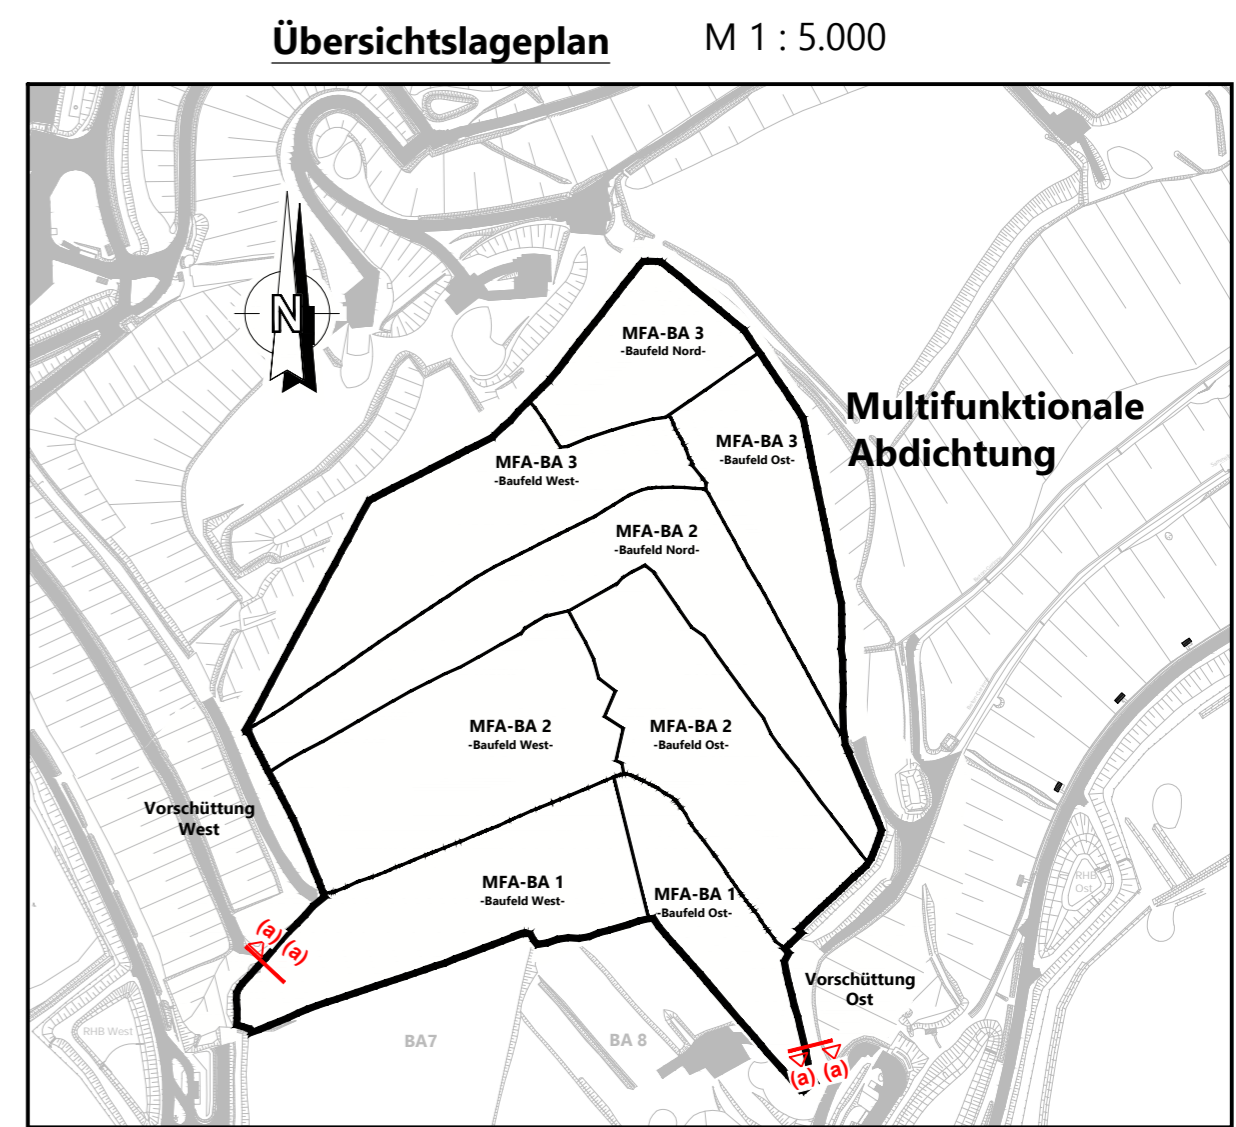 Übersichtslageplan M 1 : 5.000
N
MFA-BA 3
-Baufeld Nord-
Multifunktionale
Abdichtung
MFA-BA 3
-Baufeld Ost-
MFA-BA 3
-Baufeld West-
MFA-BA 2
-Baufeld Nord-
MFA-BA 2
-Baufeld West-
MFA-BA 2
-Baufeld Ost-
Vorschüttung
West
MFA-BA 1
-Baufeld West-
MFA-BA 1
-Baufeld Ost-
RHB
Ost
(a) (a)
Vorschüttung
Ost
RHB West
BA7
BA 8
(a) (a)